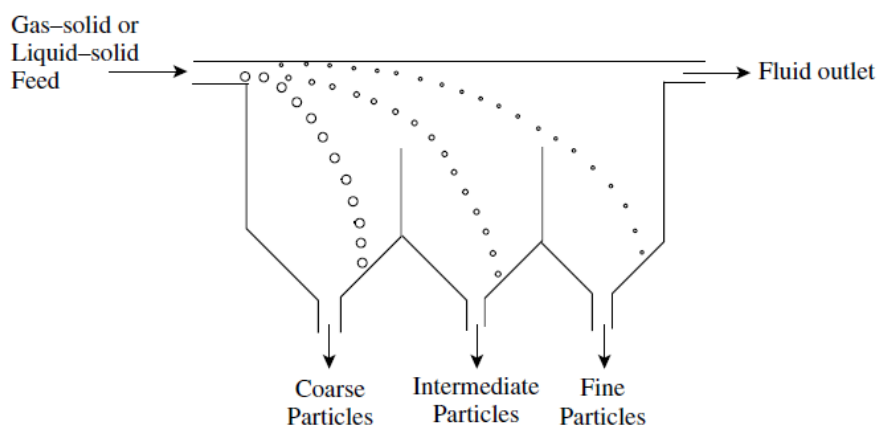 Gas–solid or
Liquid–solid
Feed
Fluid outlet
Coarse
Particles
Intermediate
Particles
Fine
Particles